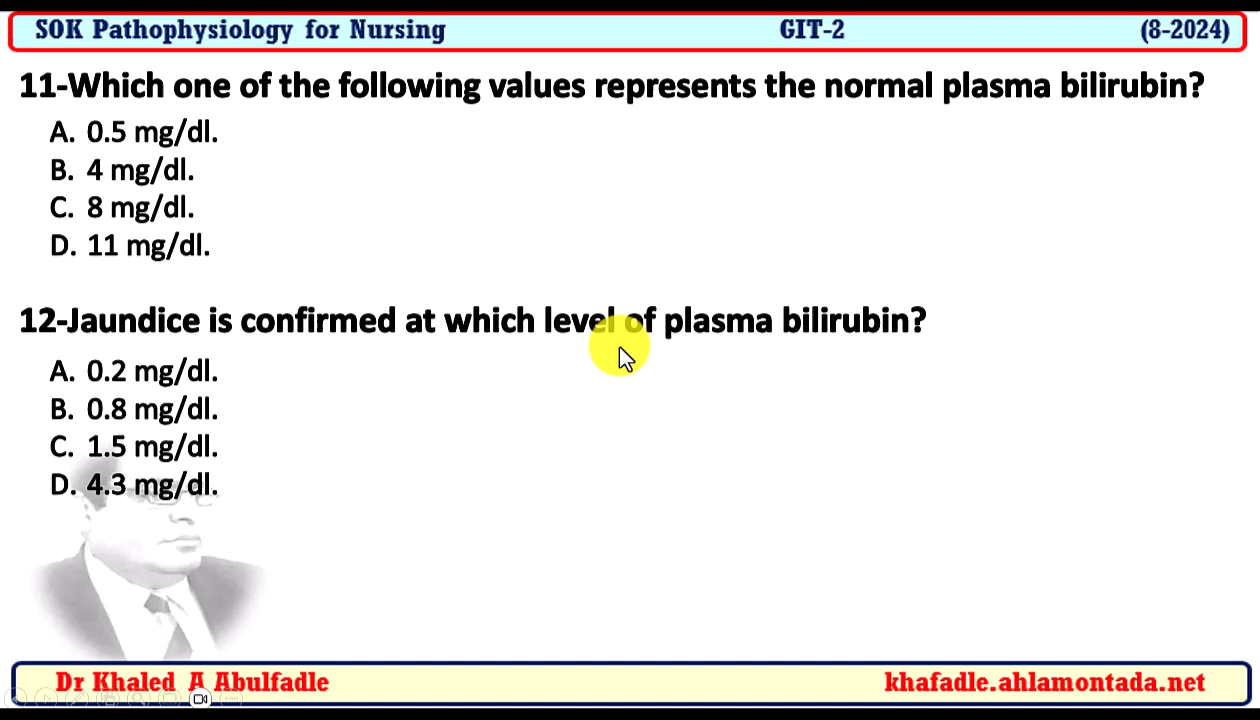 SOK Pathophysiology for Nursing GIT-2 (8-2024)
11-Which one of the following values represents the normal plasma bilirubin?
A. 0.5 mg/dl.
B. 4 mg/dl.
C. 8 mg/dl.
D. 11 mg/dl.
12-Jaundice is confirmed at which level of plasma bilirubin?
A. 0.2 mg/dl.
B. 0.8 mg/dl.
C. 1.5 mg/dl.
D. 4.3 mg/dl.
Dr Khaled A Abulfadle khafadle.ahlamontada.net